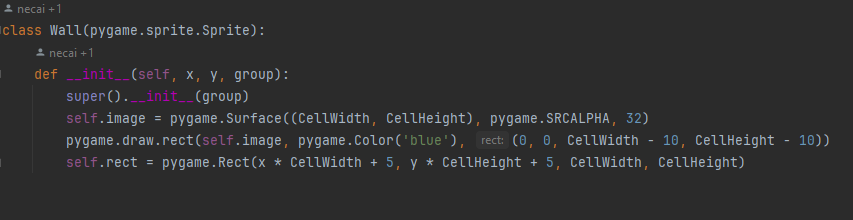 necai +1
class Wall(pygame.sprite.Sprite):
necai +1
def __init__(self, x, y, group):
super().__init__(group)
self.image = pygame.Surface((CellWidth, CellHeight), pygame.SRCALPHA, 32)
pygame.draw.rect(self.image, pygame.Color('blue'), rect: (0, 0, CellWidth - 10, CellHeight - 10))
self.rect = pygame.Rect(x * CellWidth + 5, y * CellHeight + 5, CellWidth, CellHeight)